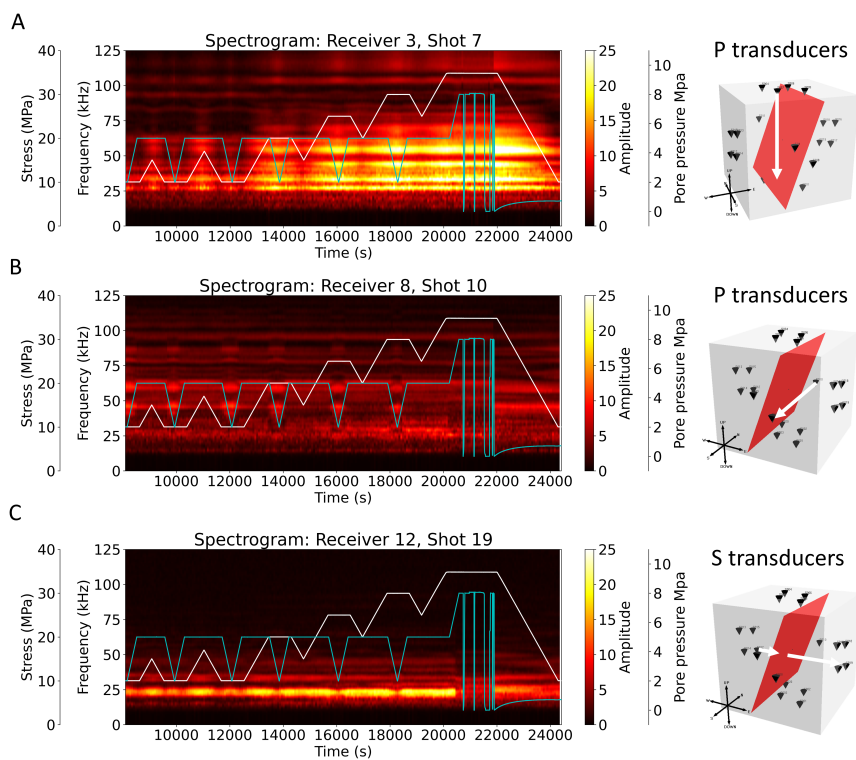 A
Spectrogram: Receiver 3, Shot 7
P transducers
40
30
20
10
0
Stress (MPa)
125
100
75
50
25
0
Frequency (kHz)
10000 12000 14000 16000 18000 20000 22000 24000
Time (s)
25
20
15
10
5
0
Amplitude
10
8
6
4
2
0
Pore pressure Mpa
UP
DOWN
B
Spectrogram: Receiver 8, Shot 10
P transducers
40
30
20
10
0
Stress (MPa)
125
100
75
50
25
0
Frequency (kHz)
10000 12000 14000 16000 18000 20000 22000 24000
Time (s)
25
20
15
10
5
0
Amplitude
8
6
4
2
0
Pore pressure Mpa
UP
DOWN
C
Spectrogram: Receiver 12, Shot 19
S transducers
40
30
20
10
0
Stress (MPa)
125
100
75
50
25
0
Frequency (kHz)
10000 12000 14000 16000 18000 20000 22000 24000
Time (s)
25
20
15
10
5
0
Amplitude
10
8
6
4
2
0
Pore pressure Mpa
UP
DOWN